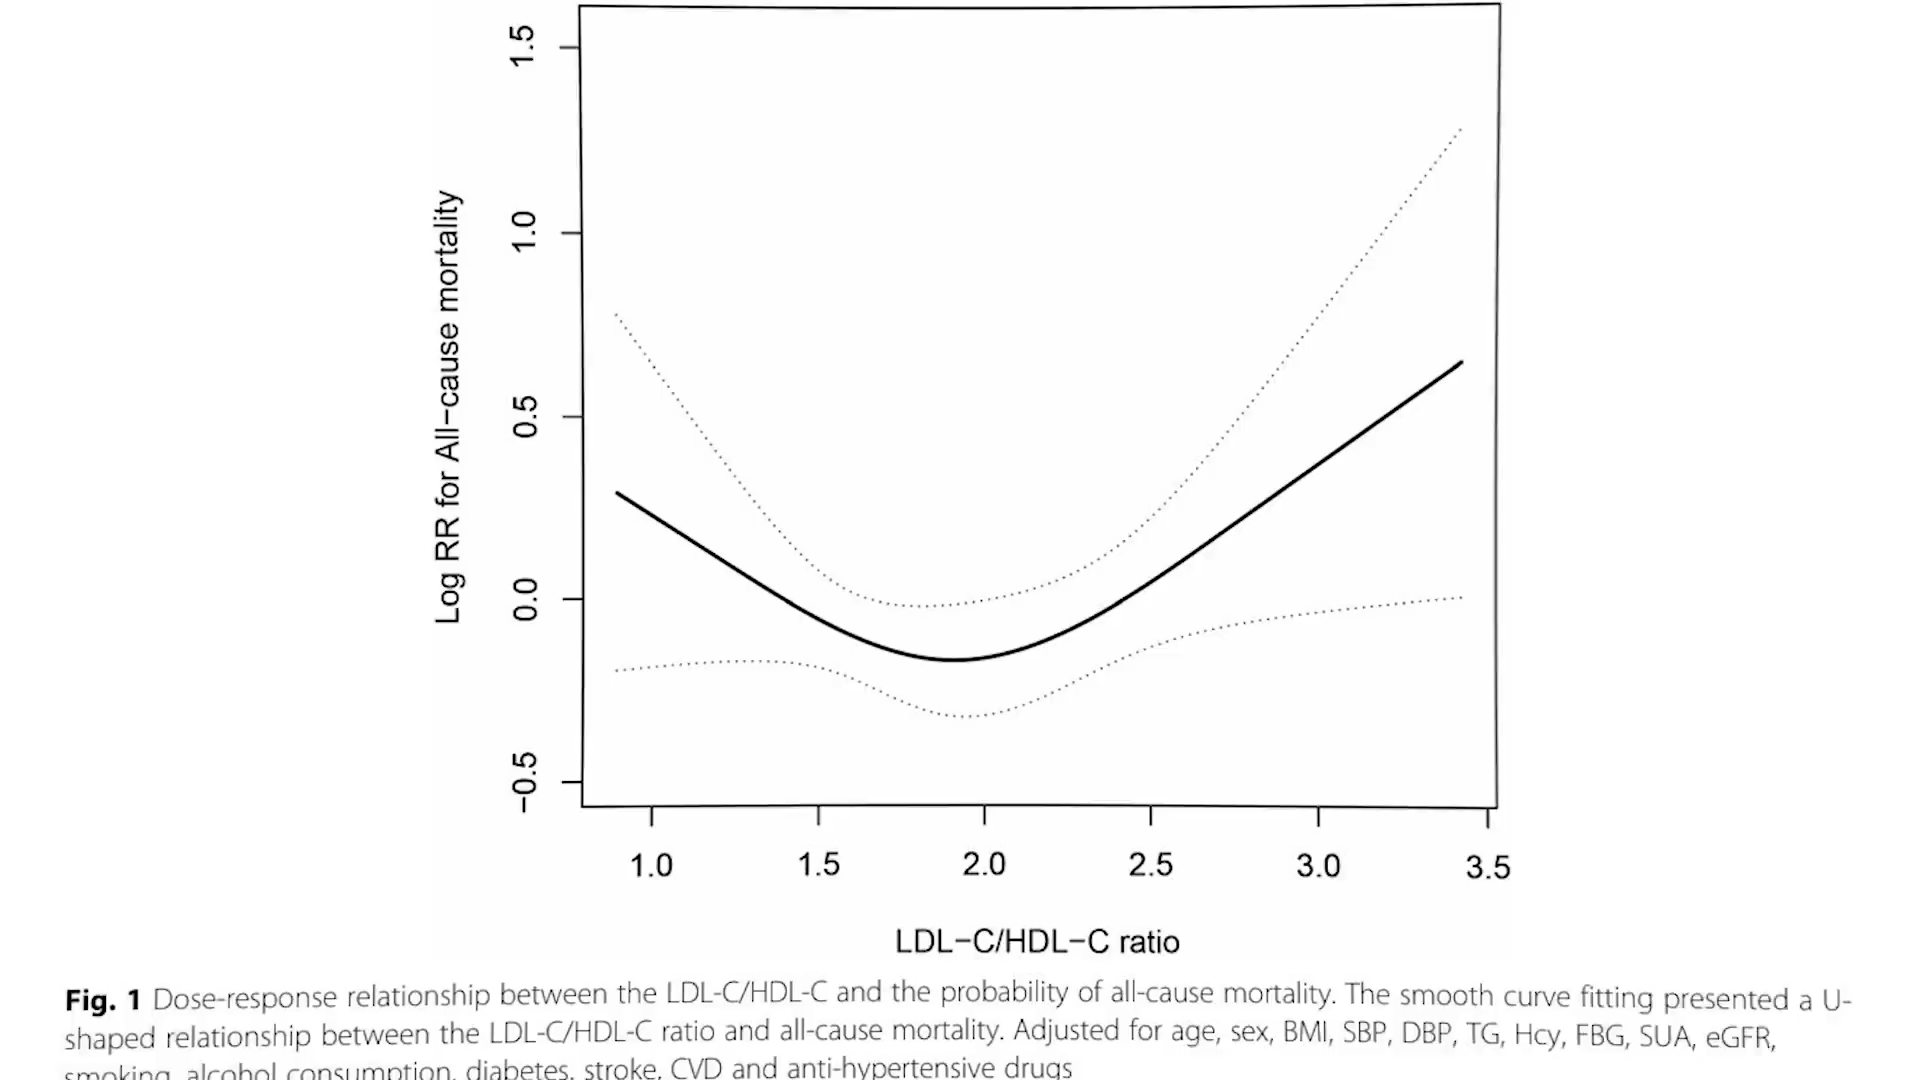 1.5
1.0
0.5
0.0
−0.5
Log RR for All−cause mortality
1.0 1.5 2.0 2.5 3.0 3.5
LDL−C/HDL−C ratio
Fig. 1 Dose-response relationship between the LDL-C/HDL-C and the probability of all-cause mortality. The smooth curve fitting presented a U-
shaped relationship between the LDL-C/HDL-C ratio and all-cause mortality. Adjusted for age, sex, BMI, SBP, DBP, TG, Hcy, FBG, SUA, eGFR,
smoking, alcohol consumption, diabetes, stroke, CVD and anti-hypertensive drugs